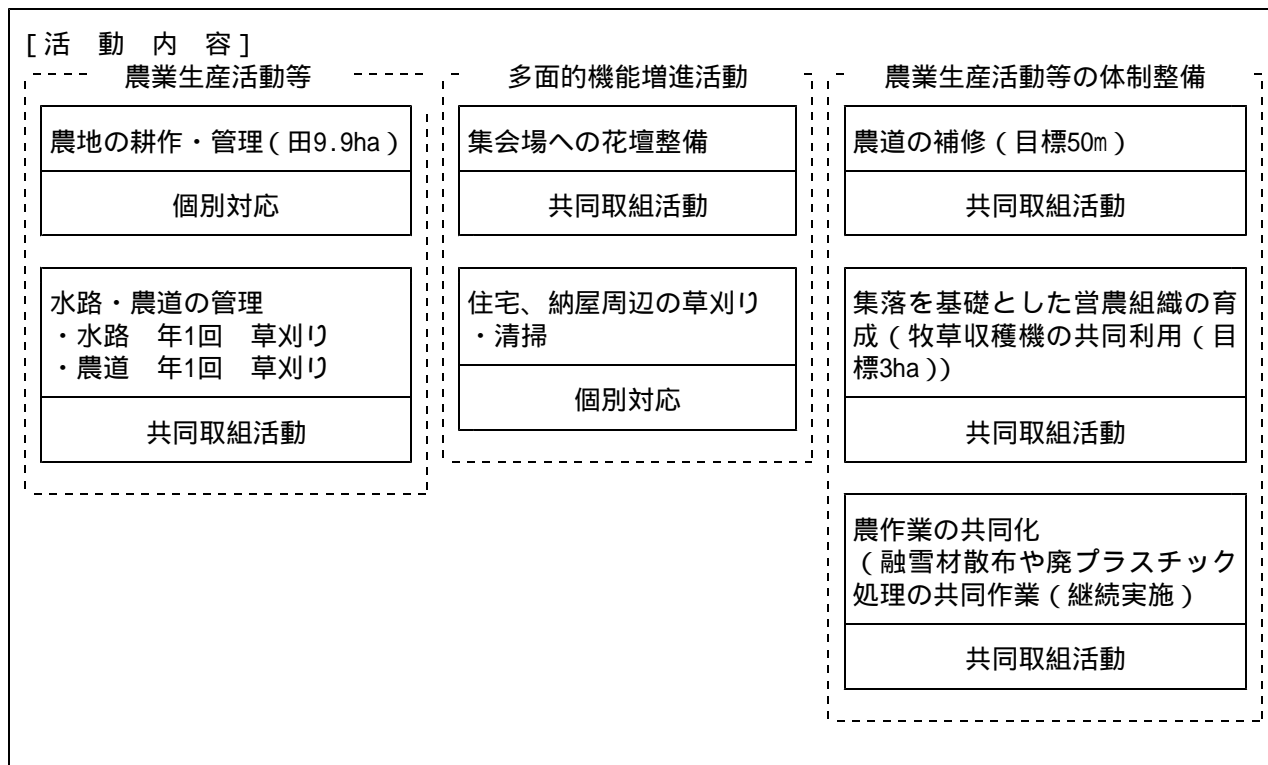 [活　動　内　容]
農業生産活動等
農地の耕作・管理(田9.9ha)
個別対応
水路・農道の管理
・水路　年1回　草刈り
・農道　年1回　草刈り
共同取組活動
多面的機能増進活動
集会場への花壇整備
共同取組活動
住宅、納屋周辺の草刈り
・清掃
個別対応
農業生産活動等の体制整備
農道の補修(目標50m)
共同取組活動
集落を基礎とした営農組織の育
成(牧草収穫機の共同利用(目
標3ha))
共同取組活動
農作業の共同化
(融雪材散布や廃プラスチック
処理の共同作業(継続実施)
共同取組活動